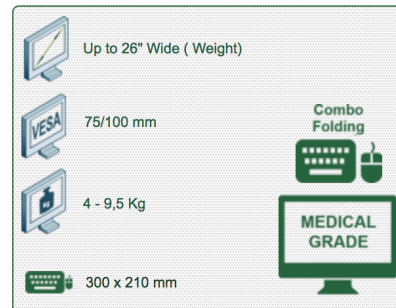 Up to 26" Wide ( Weight)
VESA
75/100 mm
Combo
Folding
KG
4 - 9,5 Kg
MEDICAL
GRADE
300 x 210 mm